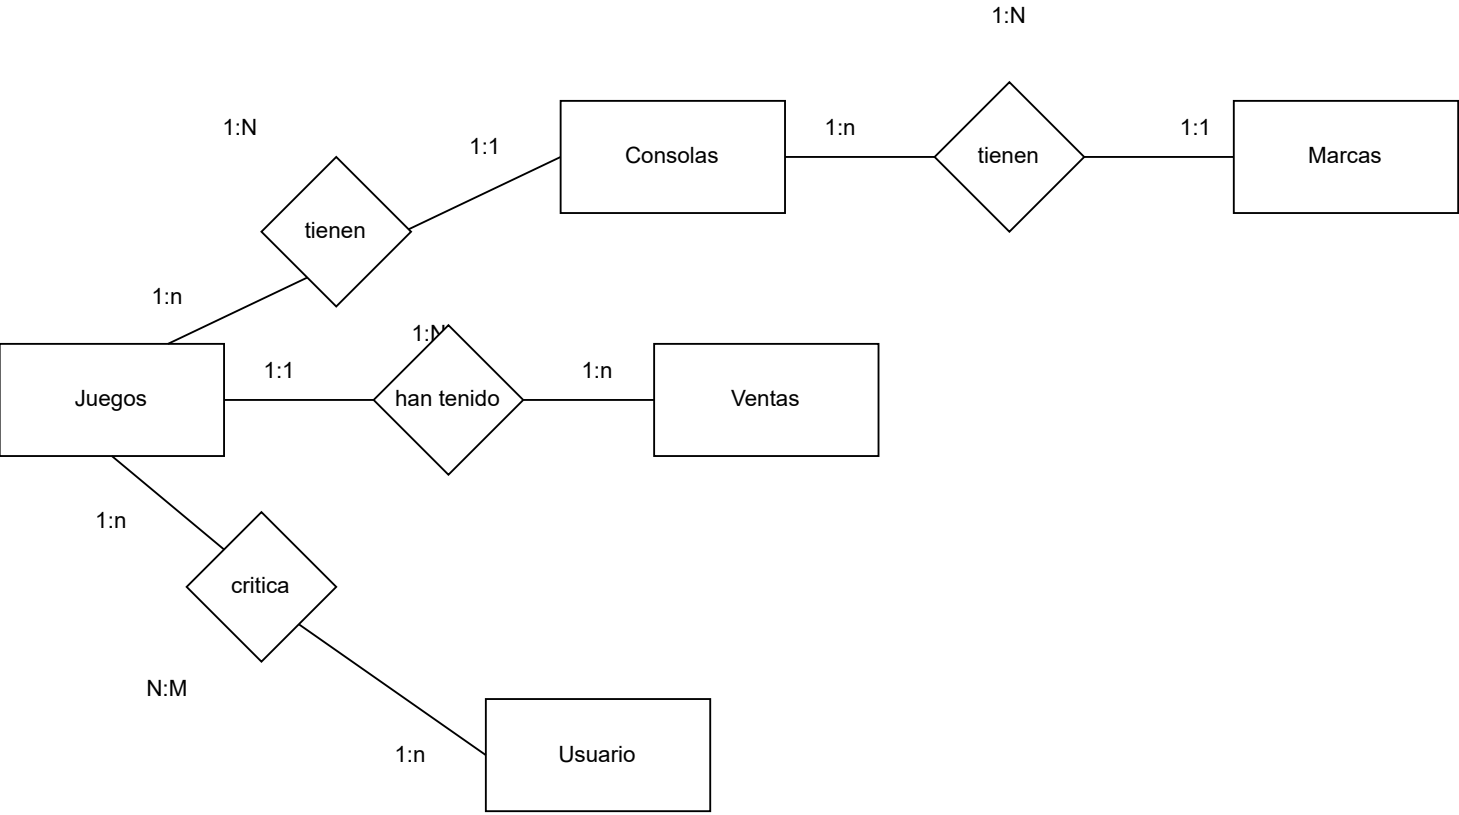 1:N
1:N
1:n
1:1
1:1
Consolas
tienen
Marcas
tienen
1:n
1:N
1:1
1:n
Juegos
han tenido
Ventas
1:n
critica
N:M
1:n
Usuario